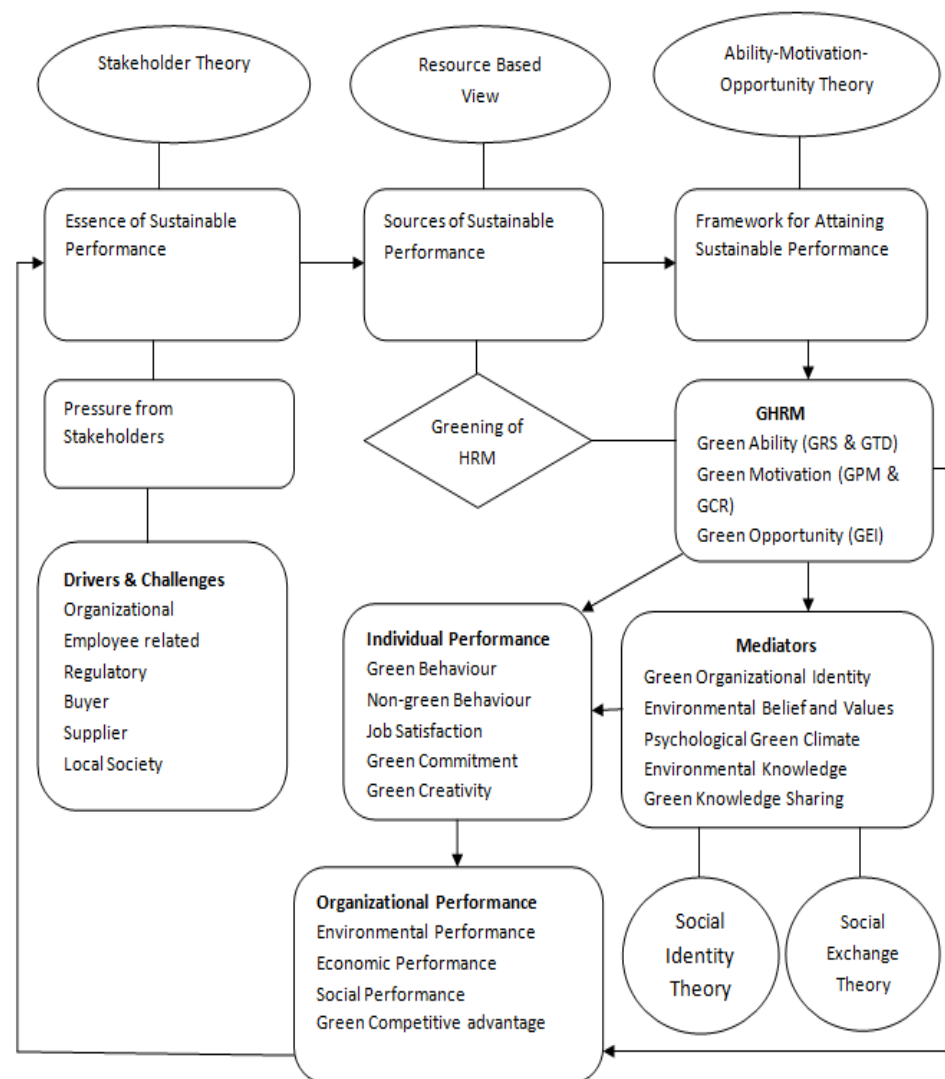 Stakeholder Theory
Resource Based
View
Ability-Motivation-
Opportunity Theory
Essence of Sustainable
Performance
Sources of Sustainable
Performance
Framework for Attaining
Sustainable Performance
Pressure from
Stakeholders
Greening of
HRM
GHRM
Green Ability (GRS & GTD)
Green Motivation (GPM &
GCR)
Green Opportunity (GEI)
Drivers & Challenges
Organizational
Employee related
Regulatory
Buyer
Supplier
Local Society
Individual Performance
Green Behaviour
Non-green Behaviour
Job Satisfaction
Green Commitment
Green Creativity
Mediators
Green Organizational Identity
Environmental Belief and Values
Psychological Green Climate
Environmental Knowledge
Green Knowledge Sharing
Organizational Performance
Environmental Performance
Economic Performance
Social Performance
Green Competitive advantage
Social
Identity
Theory
Social
Exchange
Theory